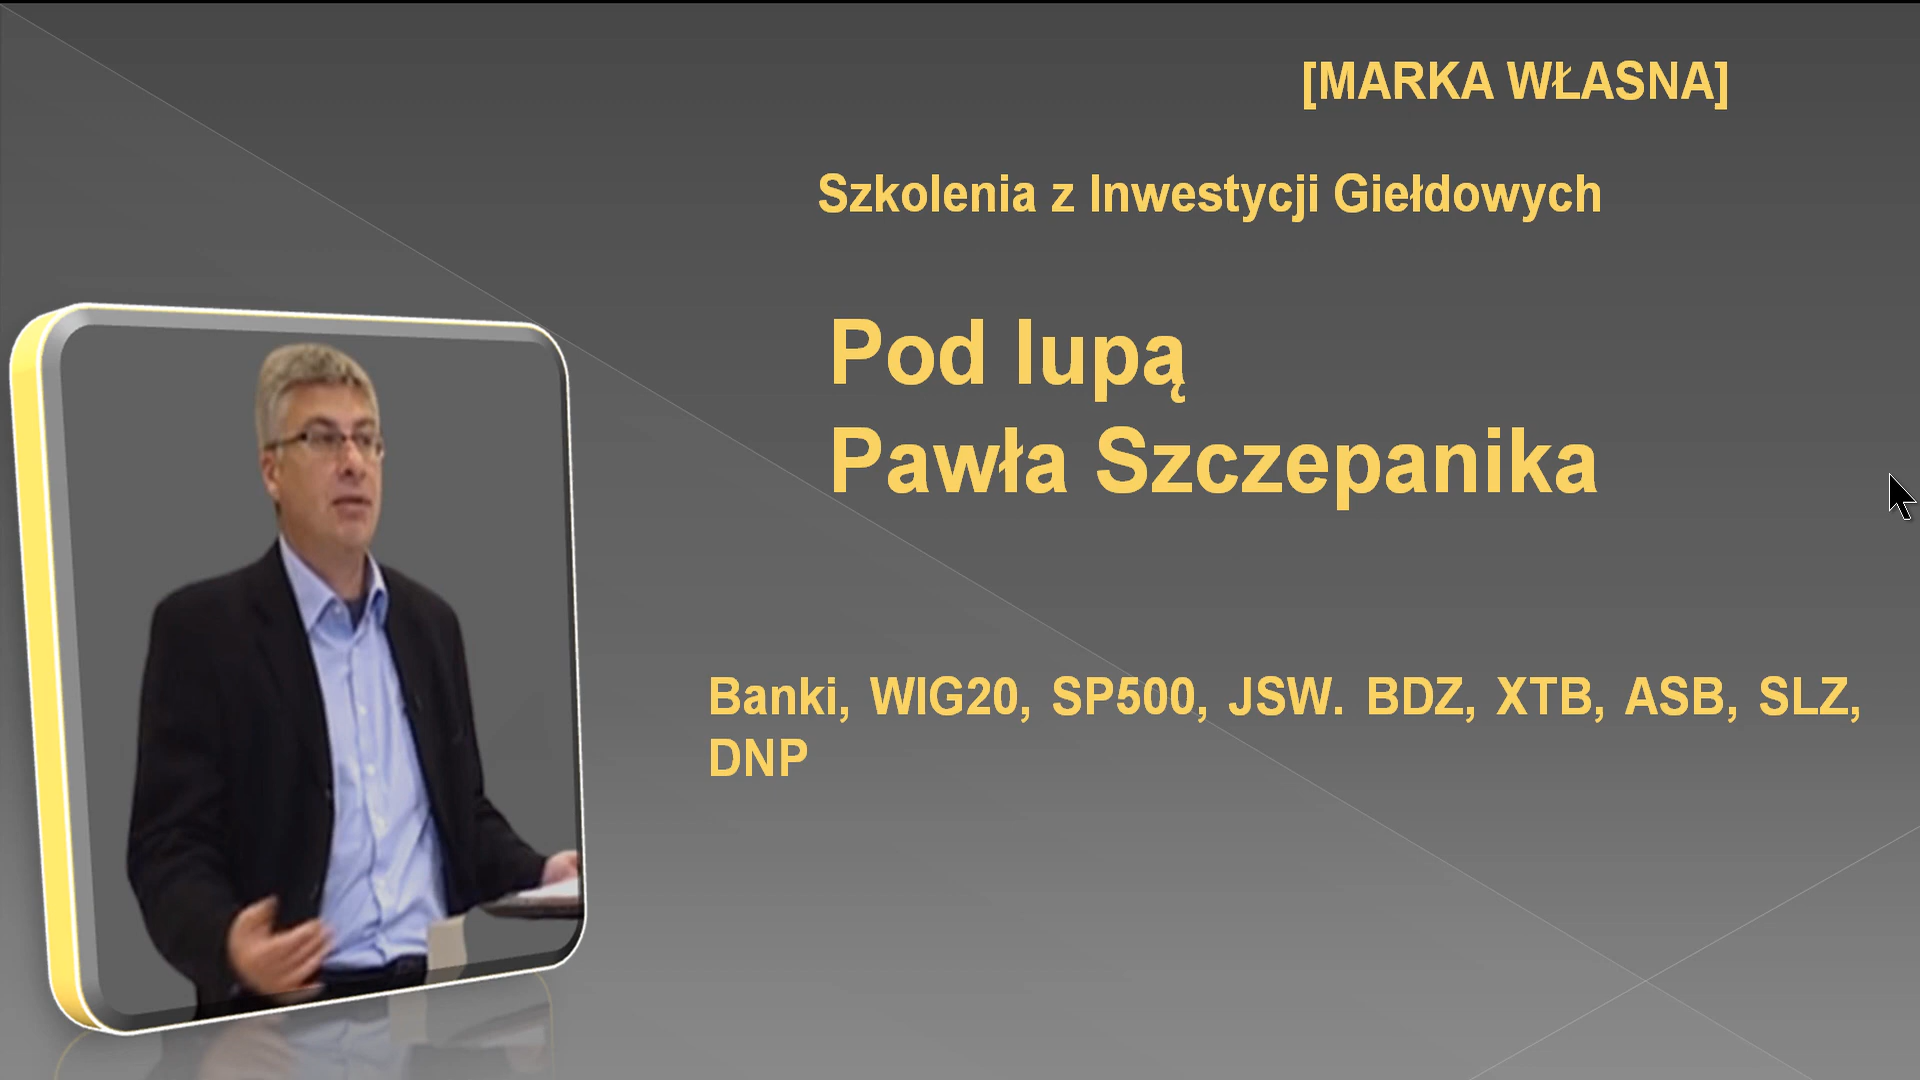 [MARKA WŁASNA]
Szkolenia z Inwestycji Giełdowych
Pod lupą
Pawła Szczepanika
Banki, WIG20, SP500, JSW. BDZ, XTB, ASB, SLZ,
DNP